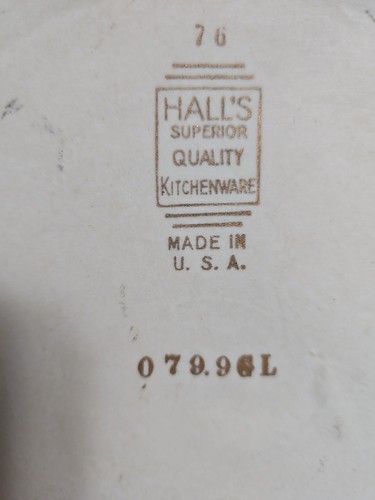 76
HALL'S
SUPERIOR
QUALITY
KITCHENWARE
MADE IN
U. S. A.
079.96L